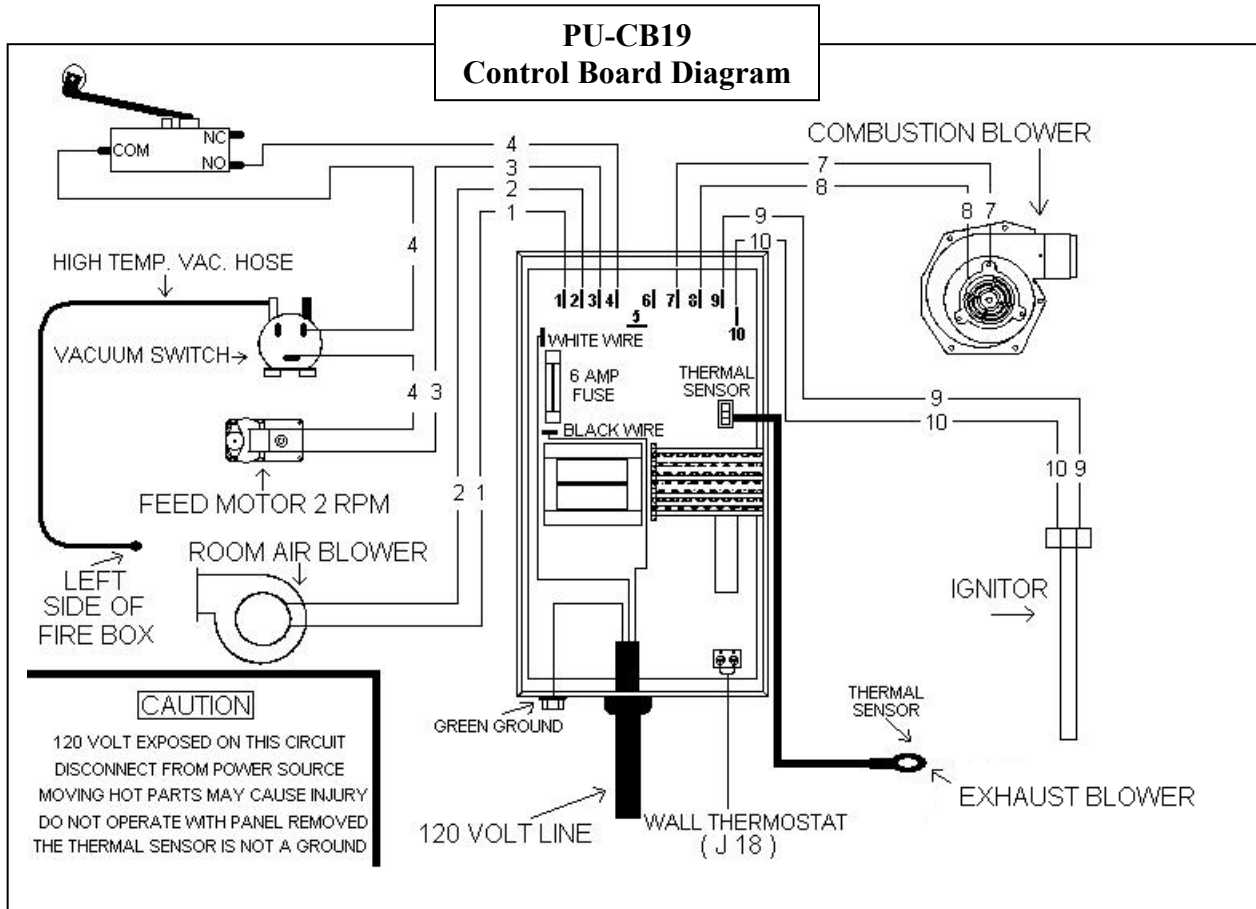 PU-CB19
Control Board Diagram
NC
COM
NO
4
3
2
1
7
8
COMBUSTION BLOWER
8 7
9
10
4
HIGH TEMP. VAC. HOSE
VACUUM SWITCH
1 2 3 4 6 7 8 9
5
10
WHITE WIRE
6 AMP
FUSE
THERMAL
SENSOR
BLACK WIRE
4 3
9
10
FEED MOTOR 2 RPM
2 1
10 9
ROOM AIR BLOWER
LEFT
SIDE OF
FIRE BOX
IGNITOR
CAUTION
120 VOLT EXPOSED ON THIS CIRCUIT
DISCONNECT FROM POWER SOURCE
MOVING HOT PARTS MAY CAUSE INJURY
DO NOT OPERATE WITH PANEL REMOVED
THE THERMAL SENSOR IS NOT A GROUND
GREEN GROUND
120 VOLT LINE
WALL THERMOSTAT
( J 18 )
THERMAL
SENSOR
EXHAUST BLOWER